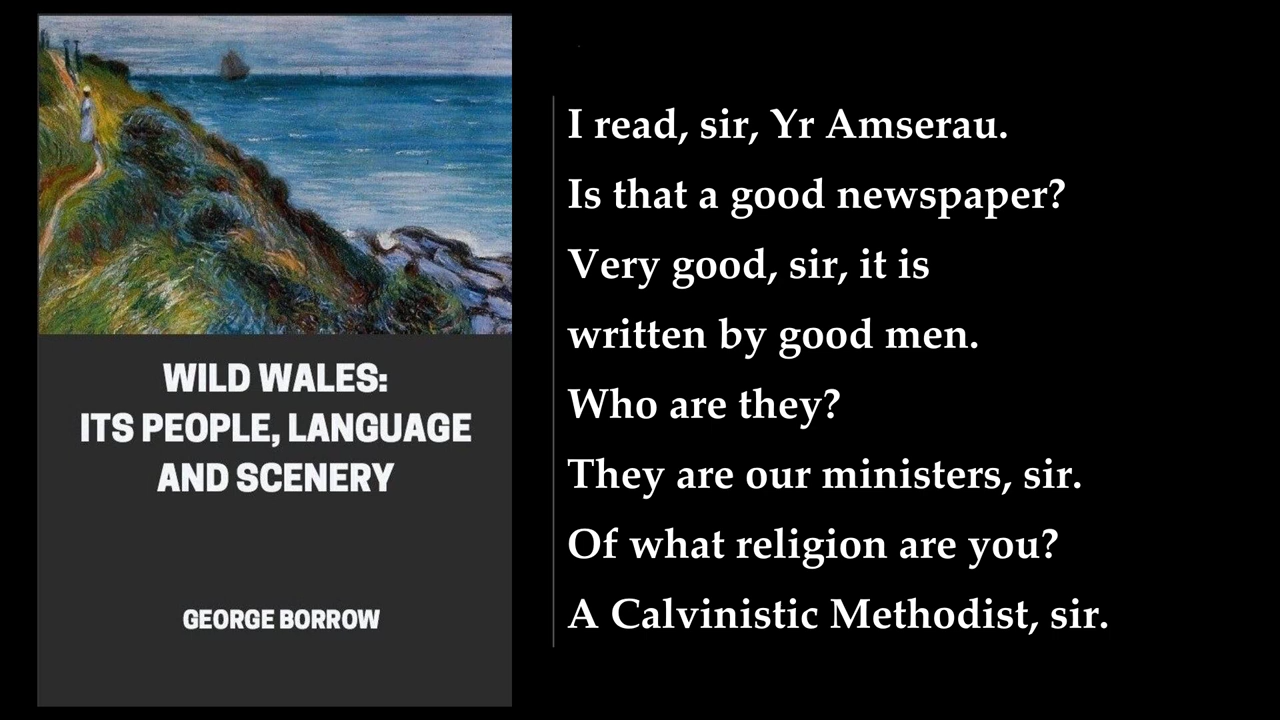 WILD WALES:
ITS PEOPLE, LANGUAGE
AND SCENERY
GEORGE BORROW
I read, sir, Yr Amserau.
Is that a good newspaper?
Very good, sir, it is
written by good men.
Who are they?
They are our ministers, sir.
Of what religion are you?
A Calvinistic Methodist, sir.